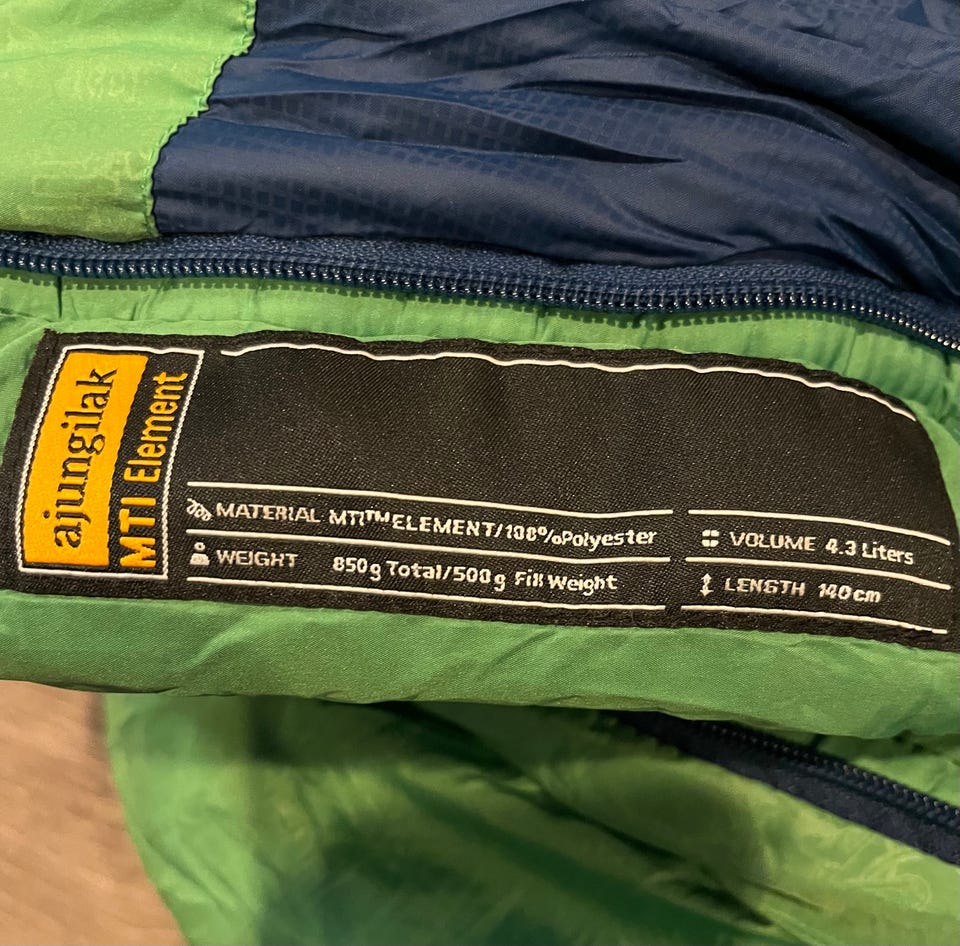 ajungilak
MTI Element
MATERIAL MTI™ELEMENT/100%Polyester
WEIGHT 850g Total/500g Fill Weight
VOLUME 4.3 Liters
LENGTH 140cm